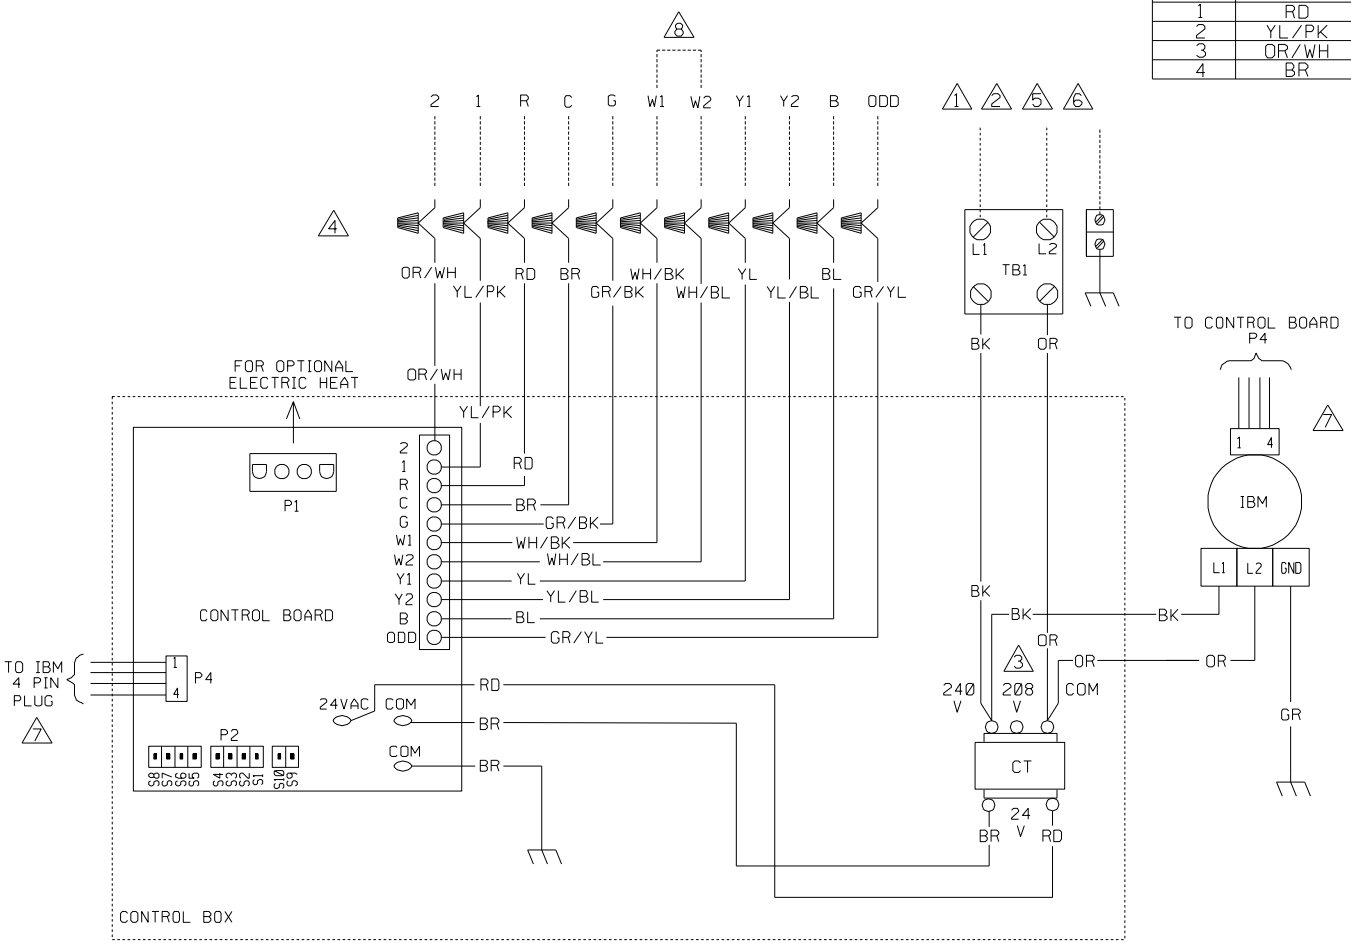 1 RD
2 YL/PK
3 OR/WH
4 BR
8
2 1 R C G W1 W2 Y1 Y2 B ODD
1 2 5 6
4
L1 L2
TB1
OR/WH RD BR WH/BK YL BL
YL/PK GR/BK WH/BL YL/BL GR/YL
BK OR
TO CONTROL BOARD
P4
FOR OPTIONAL
ELECTRIC HEAT
OR/WH
YL/PK
7
1 4
IBM
L1 L2 GND
P1
2
1
R RD
C BR
G GR/BK
W1 WH/BK
W2 WH/BL
Y1 YL
Y2 YL/BL
B BL
ODD GR/YL
CONTROL BOARD
BK
BK BK
OR
OR OR
3
240
V
208
V
COM
TO IBM
4 PIN
PLUG
7
1
4
P4
24VAC COM
RD
BR
COM
BR
P2
S8 S7 S6 S5 S4 S3 S2 S1 S10 S9
GR
CT
24
V
BR RD
CONTROL BOX